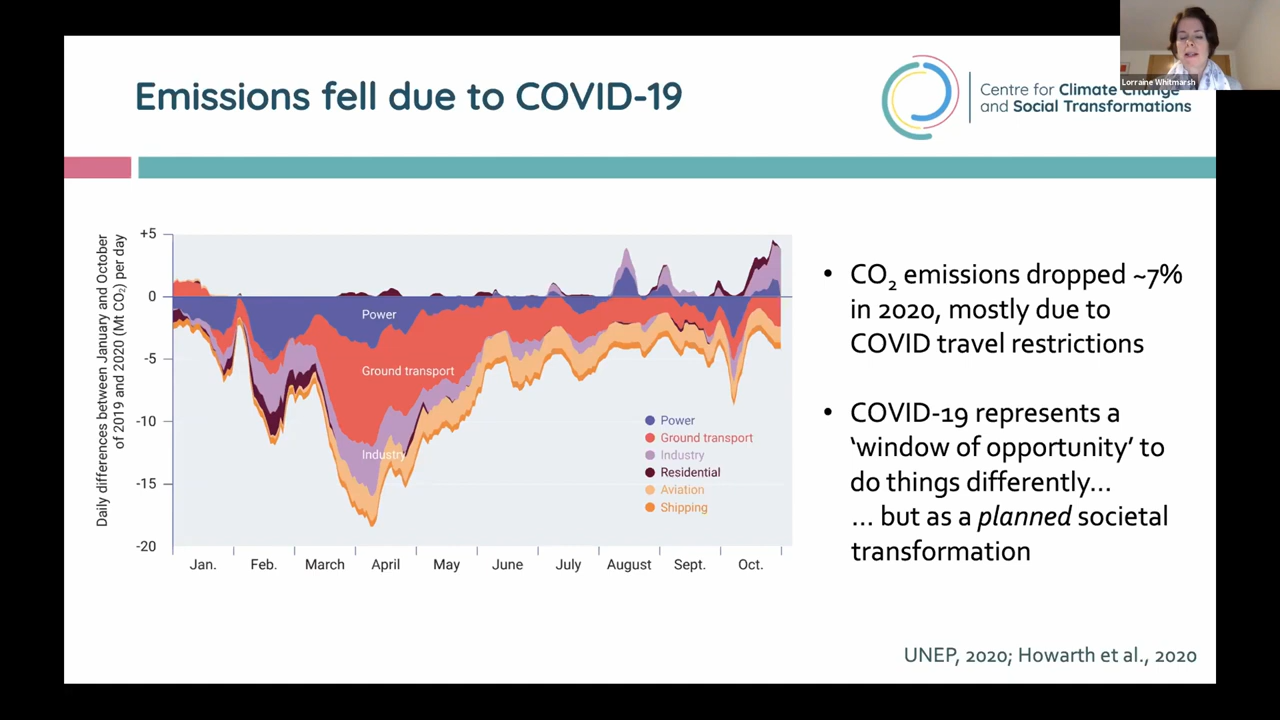 Emissions fell due to COVID-19
Centre for Climate Change
and Social Transformations
Lorraine Whitmarsh
Daily differences between January and October
of 2019 and 2020 (Mt CO₂) per day
+5
0
-5
-10
-15
-20
Power
Ground transport
Industry
Power
Ground transport
Industry
Residential
Aviation
Shipping
Jan.
Feb.
March
April
May
June
July
August
Sept.
Oct.
• CO₂ emissions dropped ~7%
in 2020, mostly due to
COVID travel restrictions
• COVID-19 represents a
‘window of opportunity’ to
do things differently…
… but as a planned societal
transformation
UNEP, 2020; Howarth et al., 2020